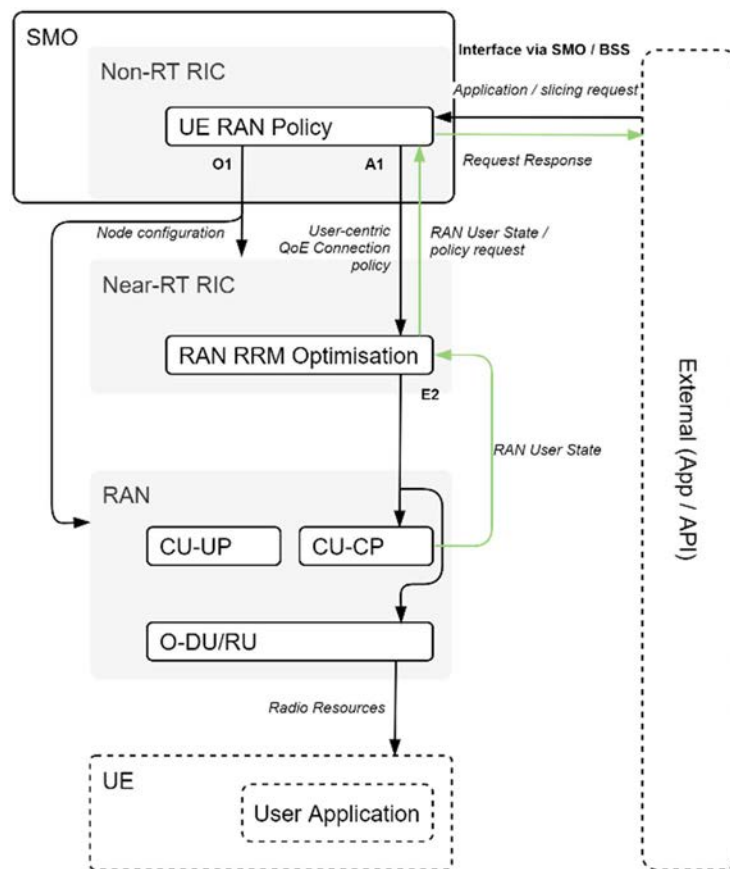 SMO
Interface via SMO / BSS
Non-RT RIC
Application / slicing request
UE RAN Policy
Request Response
O1
A1
Node configuration
User-centric
QoE Connection
policy
RAN User State /
policy request
Near-RT RIC
RAN RRM Optimisation
E2
RAN User State
External (App / API)
RAN
CU-UP
CU-CP
O-DU/RU
Radio Resources
UE
User Application